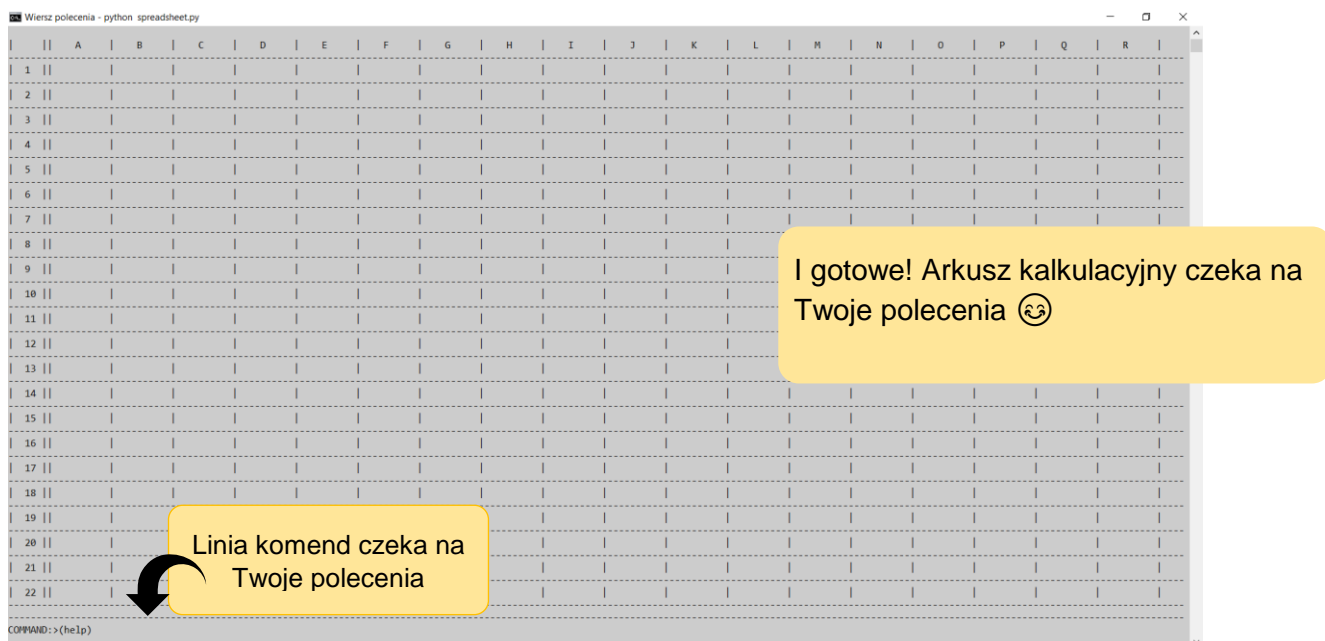 Wiersz polecenia - python spreadsheet.py
| || A | B | C | D | E | F | G | H | I | J | K | L | M | N | O | P | Q | R |
| 1 ||
| 2 ||
| 3 ||
| 4 ||
| 5 ||
| 6 ||
| 7 ||
| 8 ||
| 9 ||
| 10 ||
| 11 ||
| 12 ||
| 13 ||
| 14 ||
| 15 ||
| 16 ||
| 17 ||
| 18 ||
| 19 ||
| 20 ||
| 21 ||
| 22 ||
I gotowe! Arkusz kalkulacyjny czeka na
Twoje polecenia 😊
Linia komend czeka na
Twoje polecenia
COMMAND:>(help)